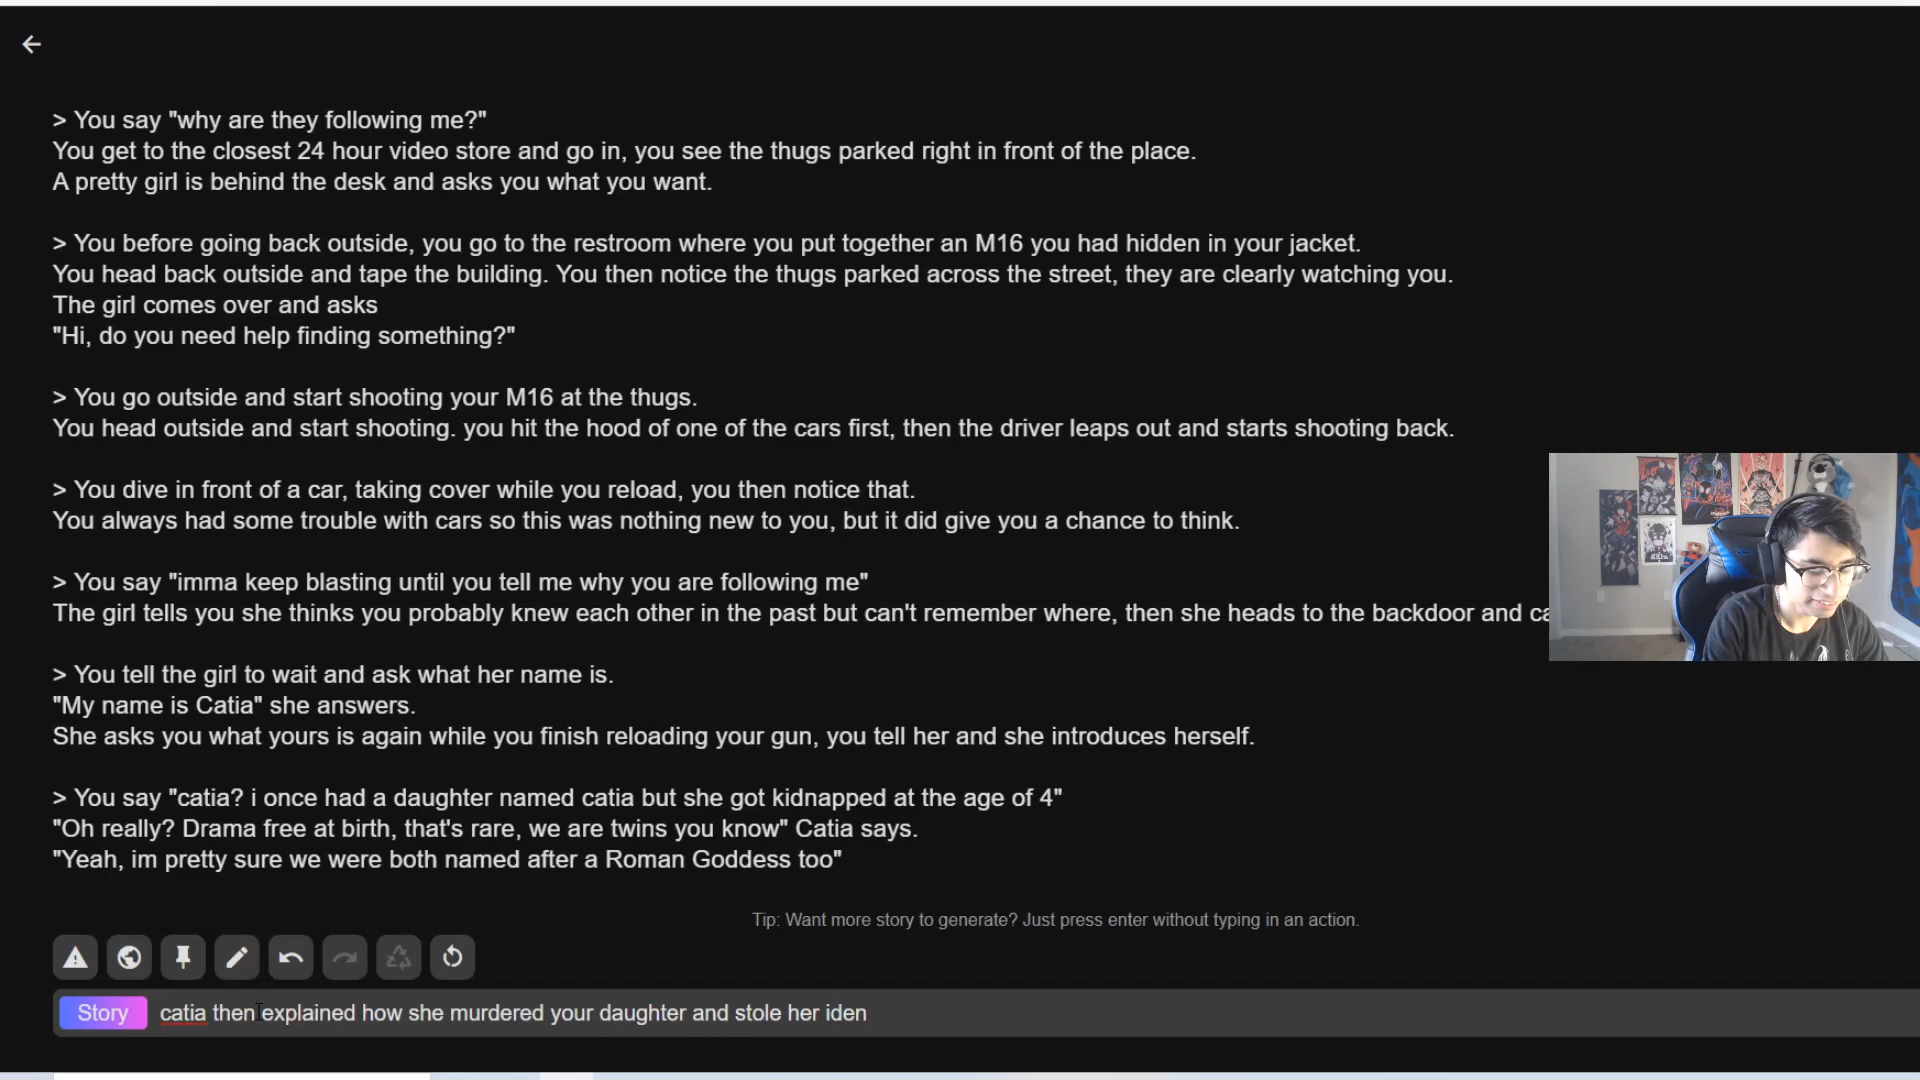 > You say "why are they following me?"
You get to the closest 24 hour video store and go in, you see the thugs parked right in front of the place.
A pretty girl is behind the desk and asks you what you want.
> You before going back outside, you go to the restroom where you put together an M16 you had hidden in your jacket.
You head back outside and tape the building. You then notice the thugs parked across the street, they are clearly watching you.
The girl comes over and asks
"Hi, do you need help finding something?"
> You go outside and start shooting your M16 at the thugs.
You head outside and start shooting. you hit the hood of one of the cars first, then the driver leaps out and starts shooting back.
> You dive in front of a car, taking cover while you reload, you then notice that.
You always had some trouble with cars so this was nothing new to you, but it did give you a chance to think.
> You say "imma keep blasting until you tell me why you are following me"
The girl tells you she thinks you probably knew each other in the past but can't remember where, then she heads to the backdoor and
> You tell the girl to wait and ask what her name is.
"My name is Catia" she answers.
She asks you what yours is again while you finish reloading your gun, you tell her and she introduces herself.
> You say "catia? i once had a daughter named catia but she got kidnapped at the age of 4"
"Oh really? Drama free at birth, that's rare, we are twins you know" Catia says.
"Yeah, im pretty sure we were both named after a Roman Goddess too"
Tip: Want more story to generate? Just press enter without typing in an action.
Story catia then explained how she murdered your daughter and stole her iden